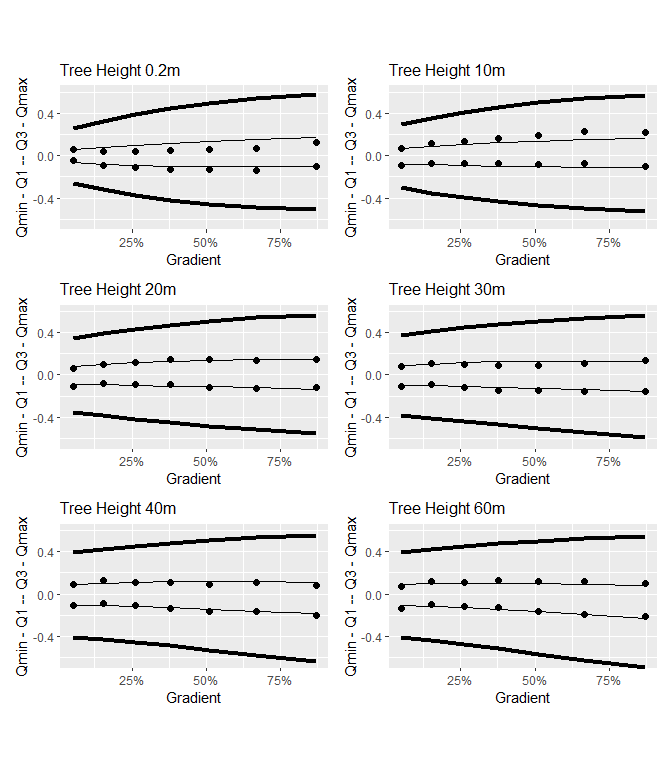 Tree Height 0.2m
Qmin - Q1 -- Q3 - Qmax
0.4
0.0
-0.4
25%
50%
75%
Gradient
Tree Height 10m
Qmin - Q1 -- Q3 - Qmax
0.4
0.0
-0.4
25%
50%
75%
Gradient
Tree Height 20m
Qmin - Q1 -- Q3 - Qmax
0.4
0.0
-0.4
25%
50%
75%
Gradient
Tree Height 30m
Qmin - Q1 -- Q3 - Qmax
0.4
0.0
-0.4
25%
50%
75%
Gradient
Tree Height 40m
Qmin - Q1 -- Q3 - Qmax
0.4
0.0
-0.4
25%
50%
75%
Gradient
Tree Height 60m
Qmin - Q1 -- Q3 - Qmax
0.4
0.0
-0.4
25%
50%
75%
Gradient